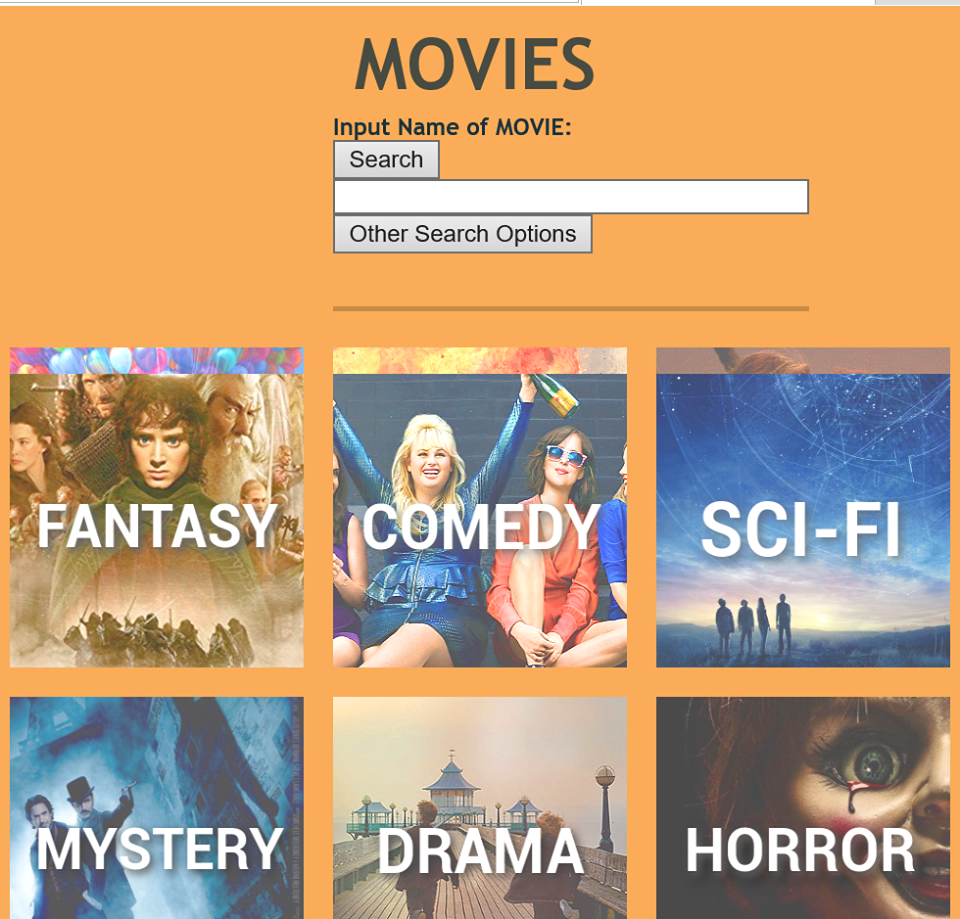 MOVIES
Input Name of MOVIE:
Search
Other Search Options
FANTASY
COMEDY
SCI-FI
MYSTERY
DRAMA
HORROR